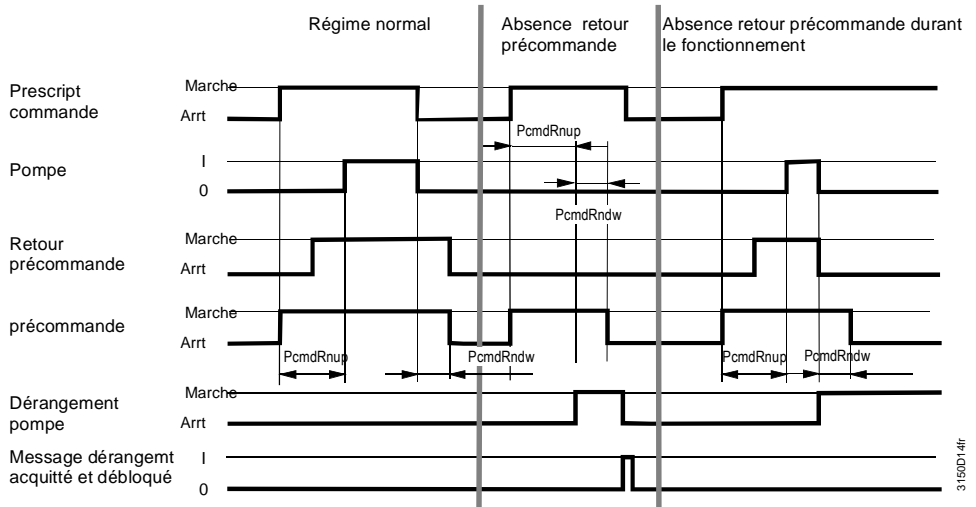 Régime normal
Absence retour
précommande
Absence retour précommande durant
le fonctionnement
Prescript
commande
Marche
Arrt
PcmdRnup
Pompe
I
0
PcmdRndw
Retour
précommande
Marche
Arrt
précommande
Marche
Arrt
PcmdRnup
PcmdRndw
PcmdRnup
PcmdRndw
Dérangement
pompe
Marche
Arrt
Message dérangemt
acquitté et débloqué
I
0
3150D14fr